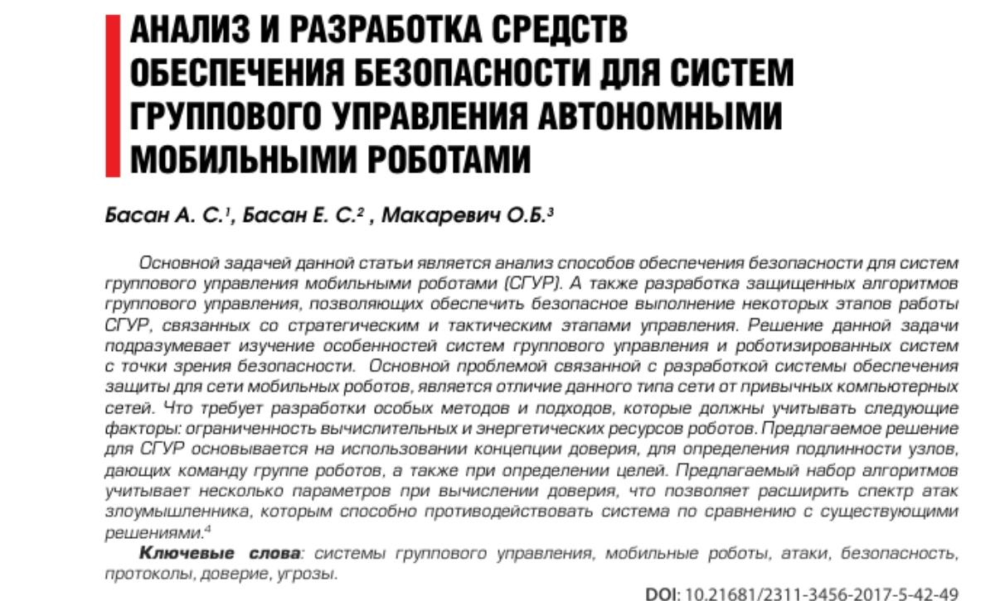 АНАЛИЗ И РАЗРАБОТКА СРЕДСТВ
ОБЕСПЕЧЕНИЯ БЕЗОПАСНОСТИ ДЛЯ СИСТЕМ
ГРУППОВОГО УПРАВЛЕНИЯ АВТОНОМНЫМИ
МОБИЛЬНЫМИ РОБОТАМИ
Басан А. С.¹, Басан Е. С.² , Макаревич О.Б.³
Основной задачей данной статьи является анализ способов обеспечения безопасности для систем
группового управления мобильными роботами (СГУР). А также разработка защищенных алгоритмов
группового управления, позволяющих обеспечить безопасное выполнение некоторых этапов работы
СГУР, связанных со стратегическим и тактическим этапами управления. Решение данной задачи
подразумевает изучение особенностей систем группового управления и роботизированных систем
с точки зрения безопасности. Основной проблемой связанной с разработкой системы обеспечения
защиты для сети мобильных роботов, является отличие данного типа сети от привычных компьютерных
сетей. Что требует разработки особых методов и подходов, которые должны учитывать следующие
факторы: ограниченность вычислительных и энергетических ресурсов роботов. Предлагаемое решение
для СГУР основывается на использовании концепции доверия, для определения подлинности узлов,
дающих команду группе роботов, а также при определении целей. Предлагаемый набор алгоритмов
учитывает несколько параметров при вычислении доверия, что позволяет расширить спектр атак
злоумышленника, которым способно противодействовать система по сравнению с существующими
решениями.⁴
Ключевые слова: системы группового управления, мобильные роботы, атаки, безопасность,
протоколы, доверие, угрозы.
DOI: 10.21681/2311-3456-2017-5-42-49